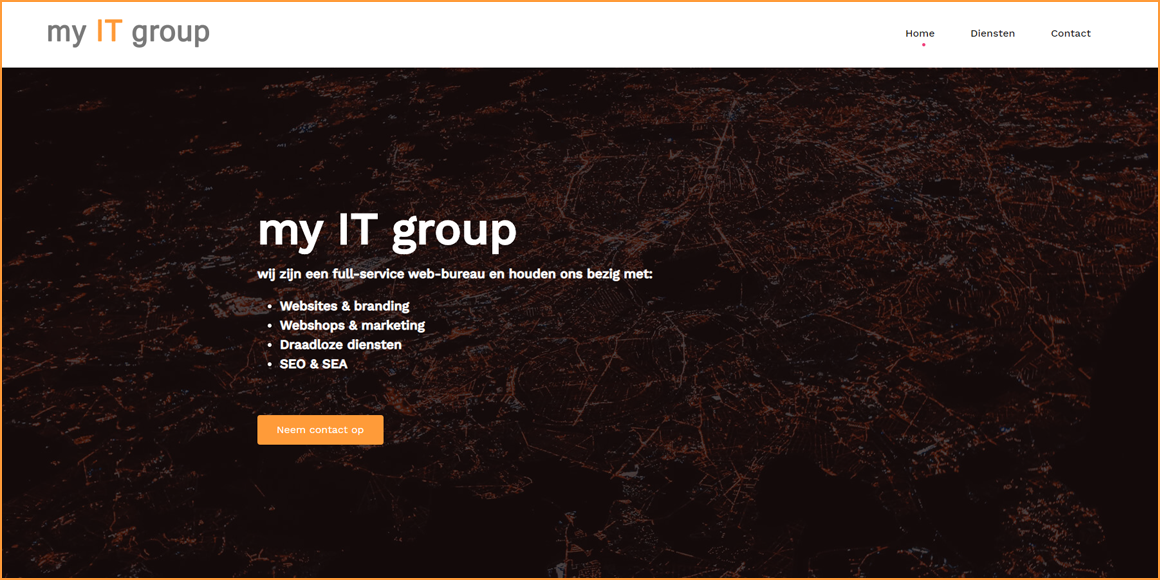 my IT group
Home Diensten Contact
my IT group
wij zijn een full-service web-bureau en houden ons bezig met:
• Websites & branding
• Webshops & marketing
• Draadloze diensten
• SEO & SEA
Neem contact op